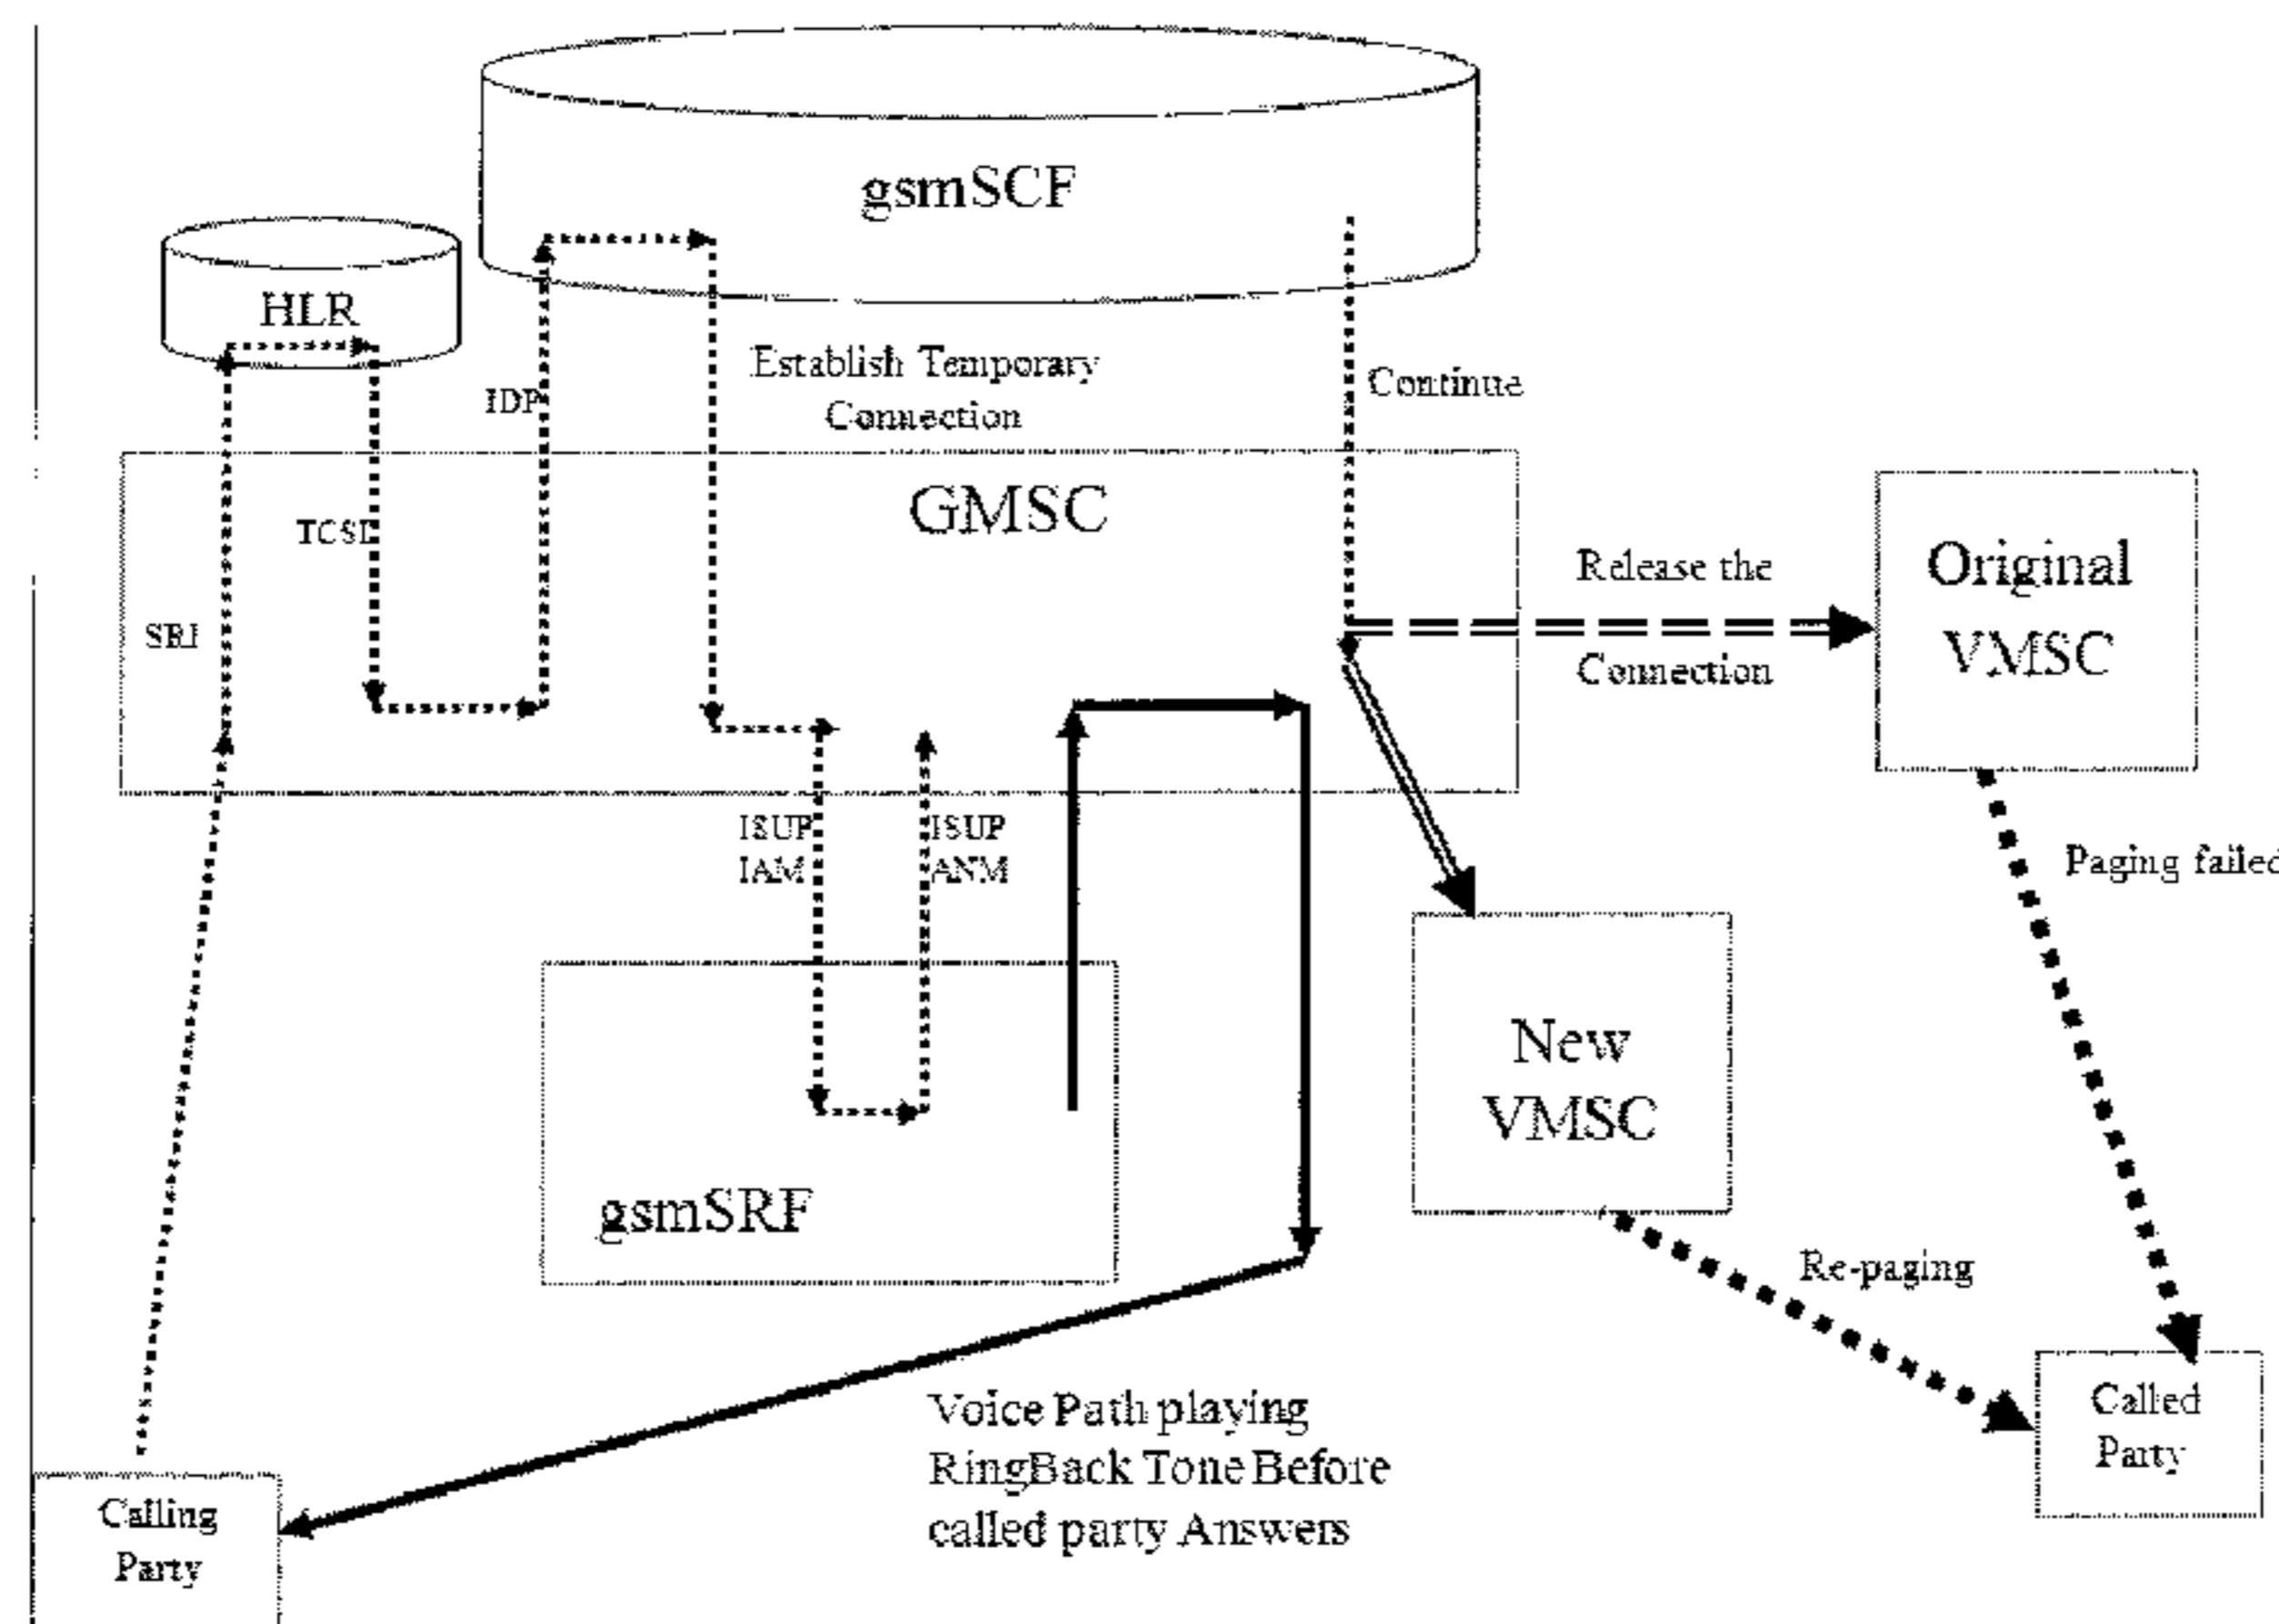 gsmSCF
HLR
Establish Temporary
Connection
IDP
Continue
GMSC
TCSI
SRI
Release the
Connection
Original
VMSC
ISUP
IAM
ISUP
ANM
Paging failed
New
VMSC
gsmSRF
Re-paging
Called
Party
Voice Path playing
RingBack Tone Before
called party Answers
Calling
Party